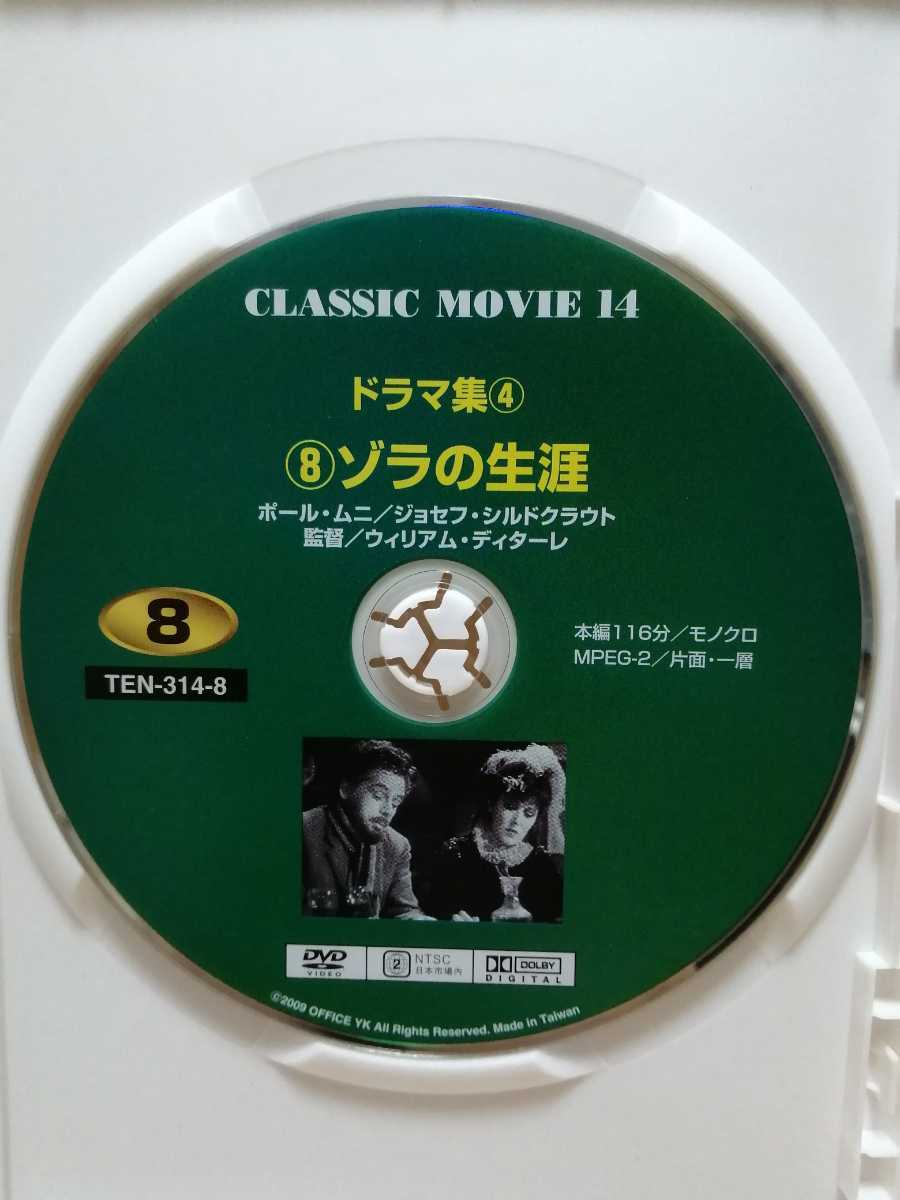 CLASSIC MOVIE 14
ドラマ集④
⑧ゾラの生涯
ポール・ムニ／ジョセフ・シルドクラウト
監督／ウィリアム・ディターレ
8
TEN-314-8
本編116分／モノクロ
MPEG-2／片面・一層
DVD
VIDEO
2
NTSC
日本市場内
DOLBY
DIGITAL
©2009 OFFICE YK All Rights Reserved. Made in Taiwan